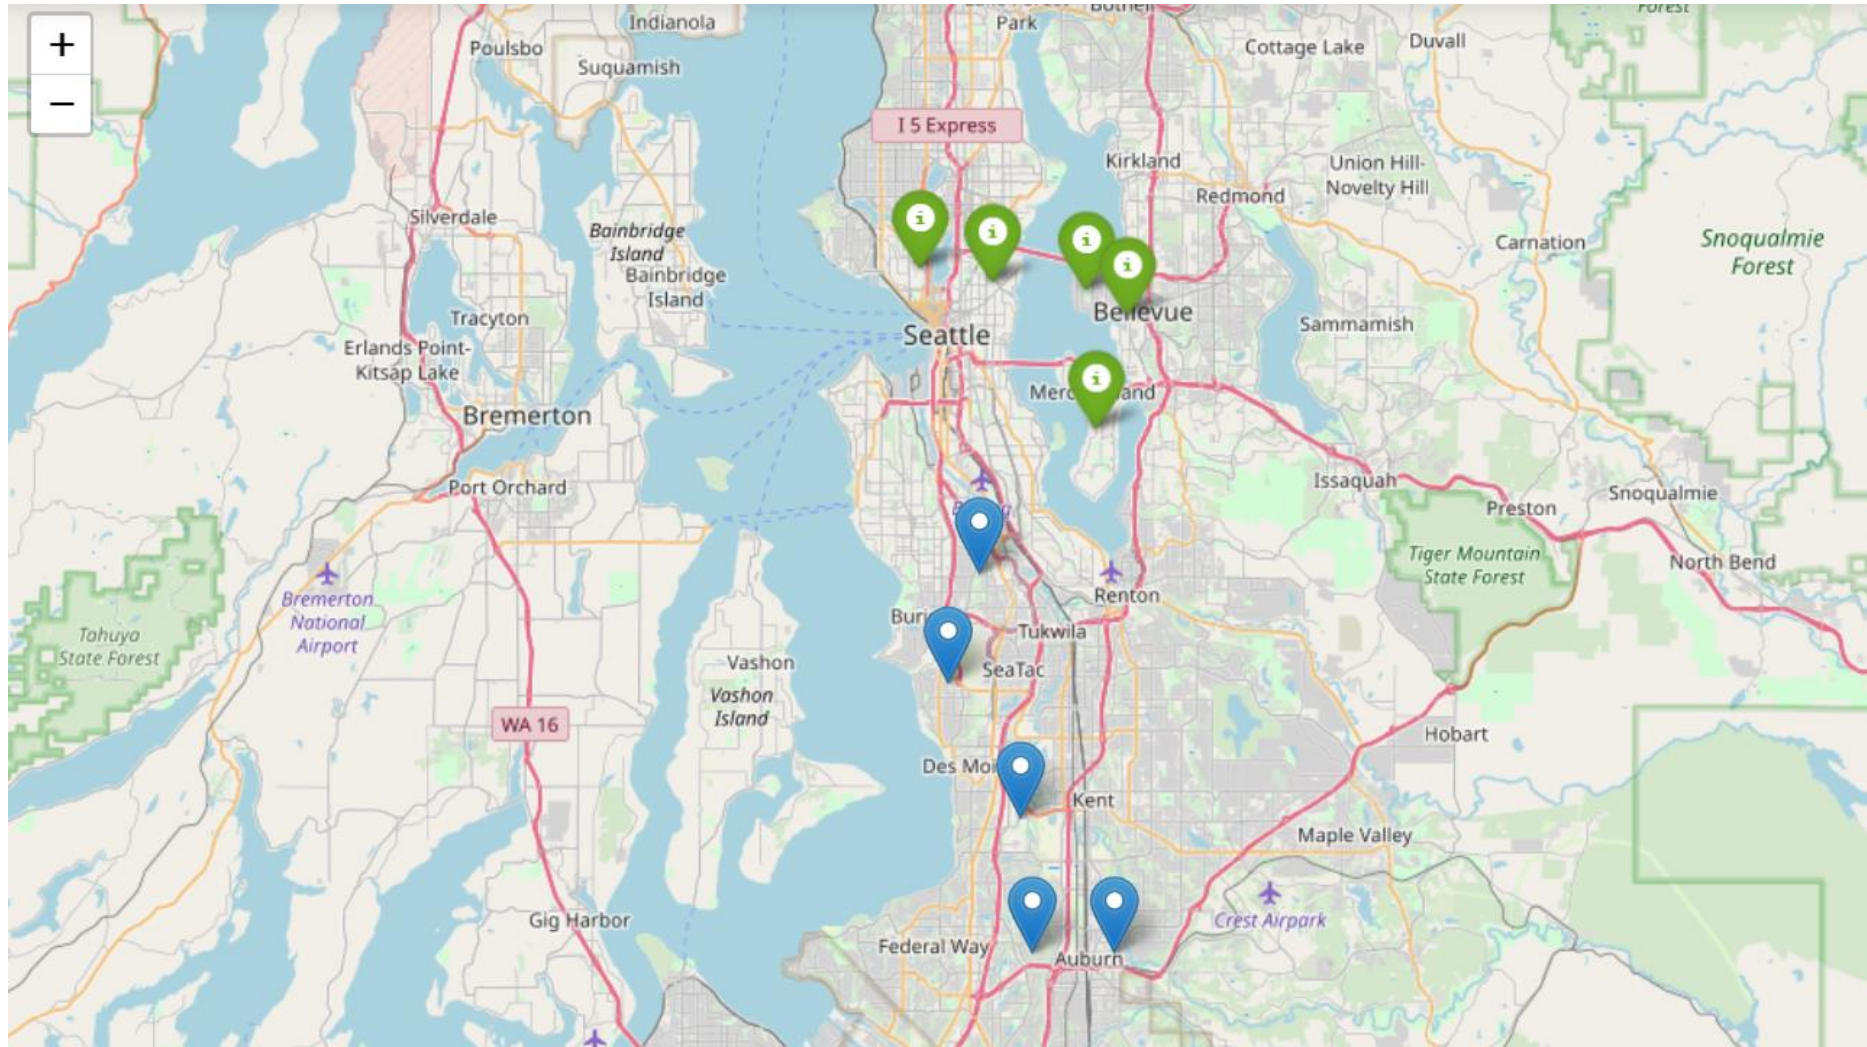 +
−
Indianola
Park
Poulsbo
Suquamish
Cottage Lake
Duvall
Forest
I 5 Express
Kirkland
Union Hill-
Novelty Hill
Redmond
Silverdale
Bainbridge
Island
Bainbridge
Island
Carnation
Snoqualmie
Forest
Tracyton
Seattle
Bellevue
Sammamish
Erlands Point-
Kitsap Lake
Bremerton
Port Orchard
Issaquah
Preston
Snoqualmie
North Bend
Tiger Mountain
State Forest
Bremerton
National
Airport
Renton
Tahuya
State Forest
Tukwila
SeaTac
Vashon
Vashon
Island
WA 16
Hobart
Kent
Maple Valley
Gig Harbor
Crest Airpark
Federal Way
Auburn